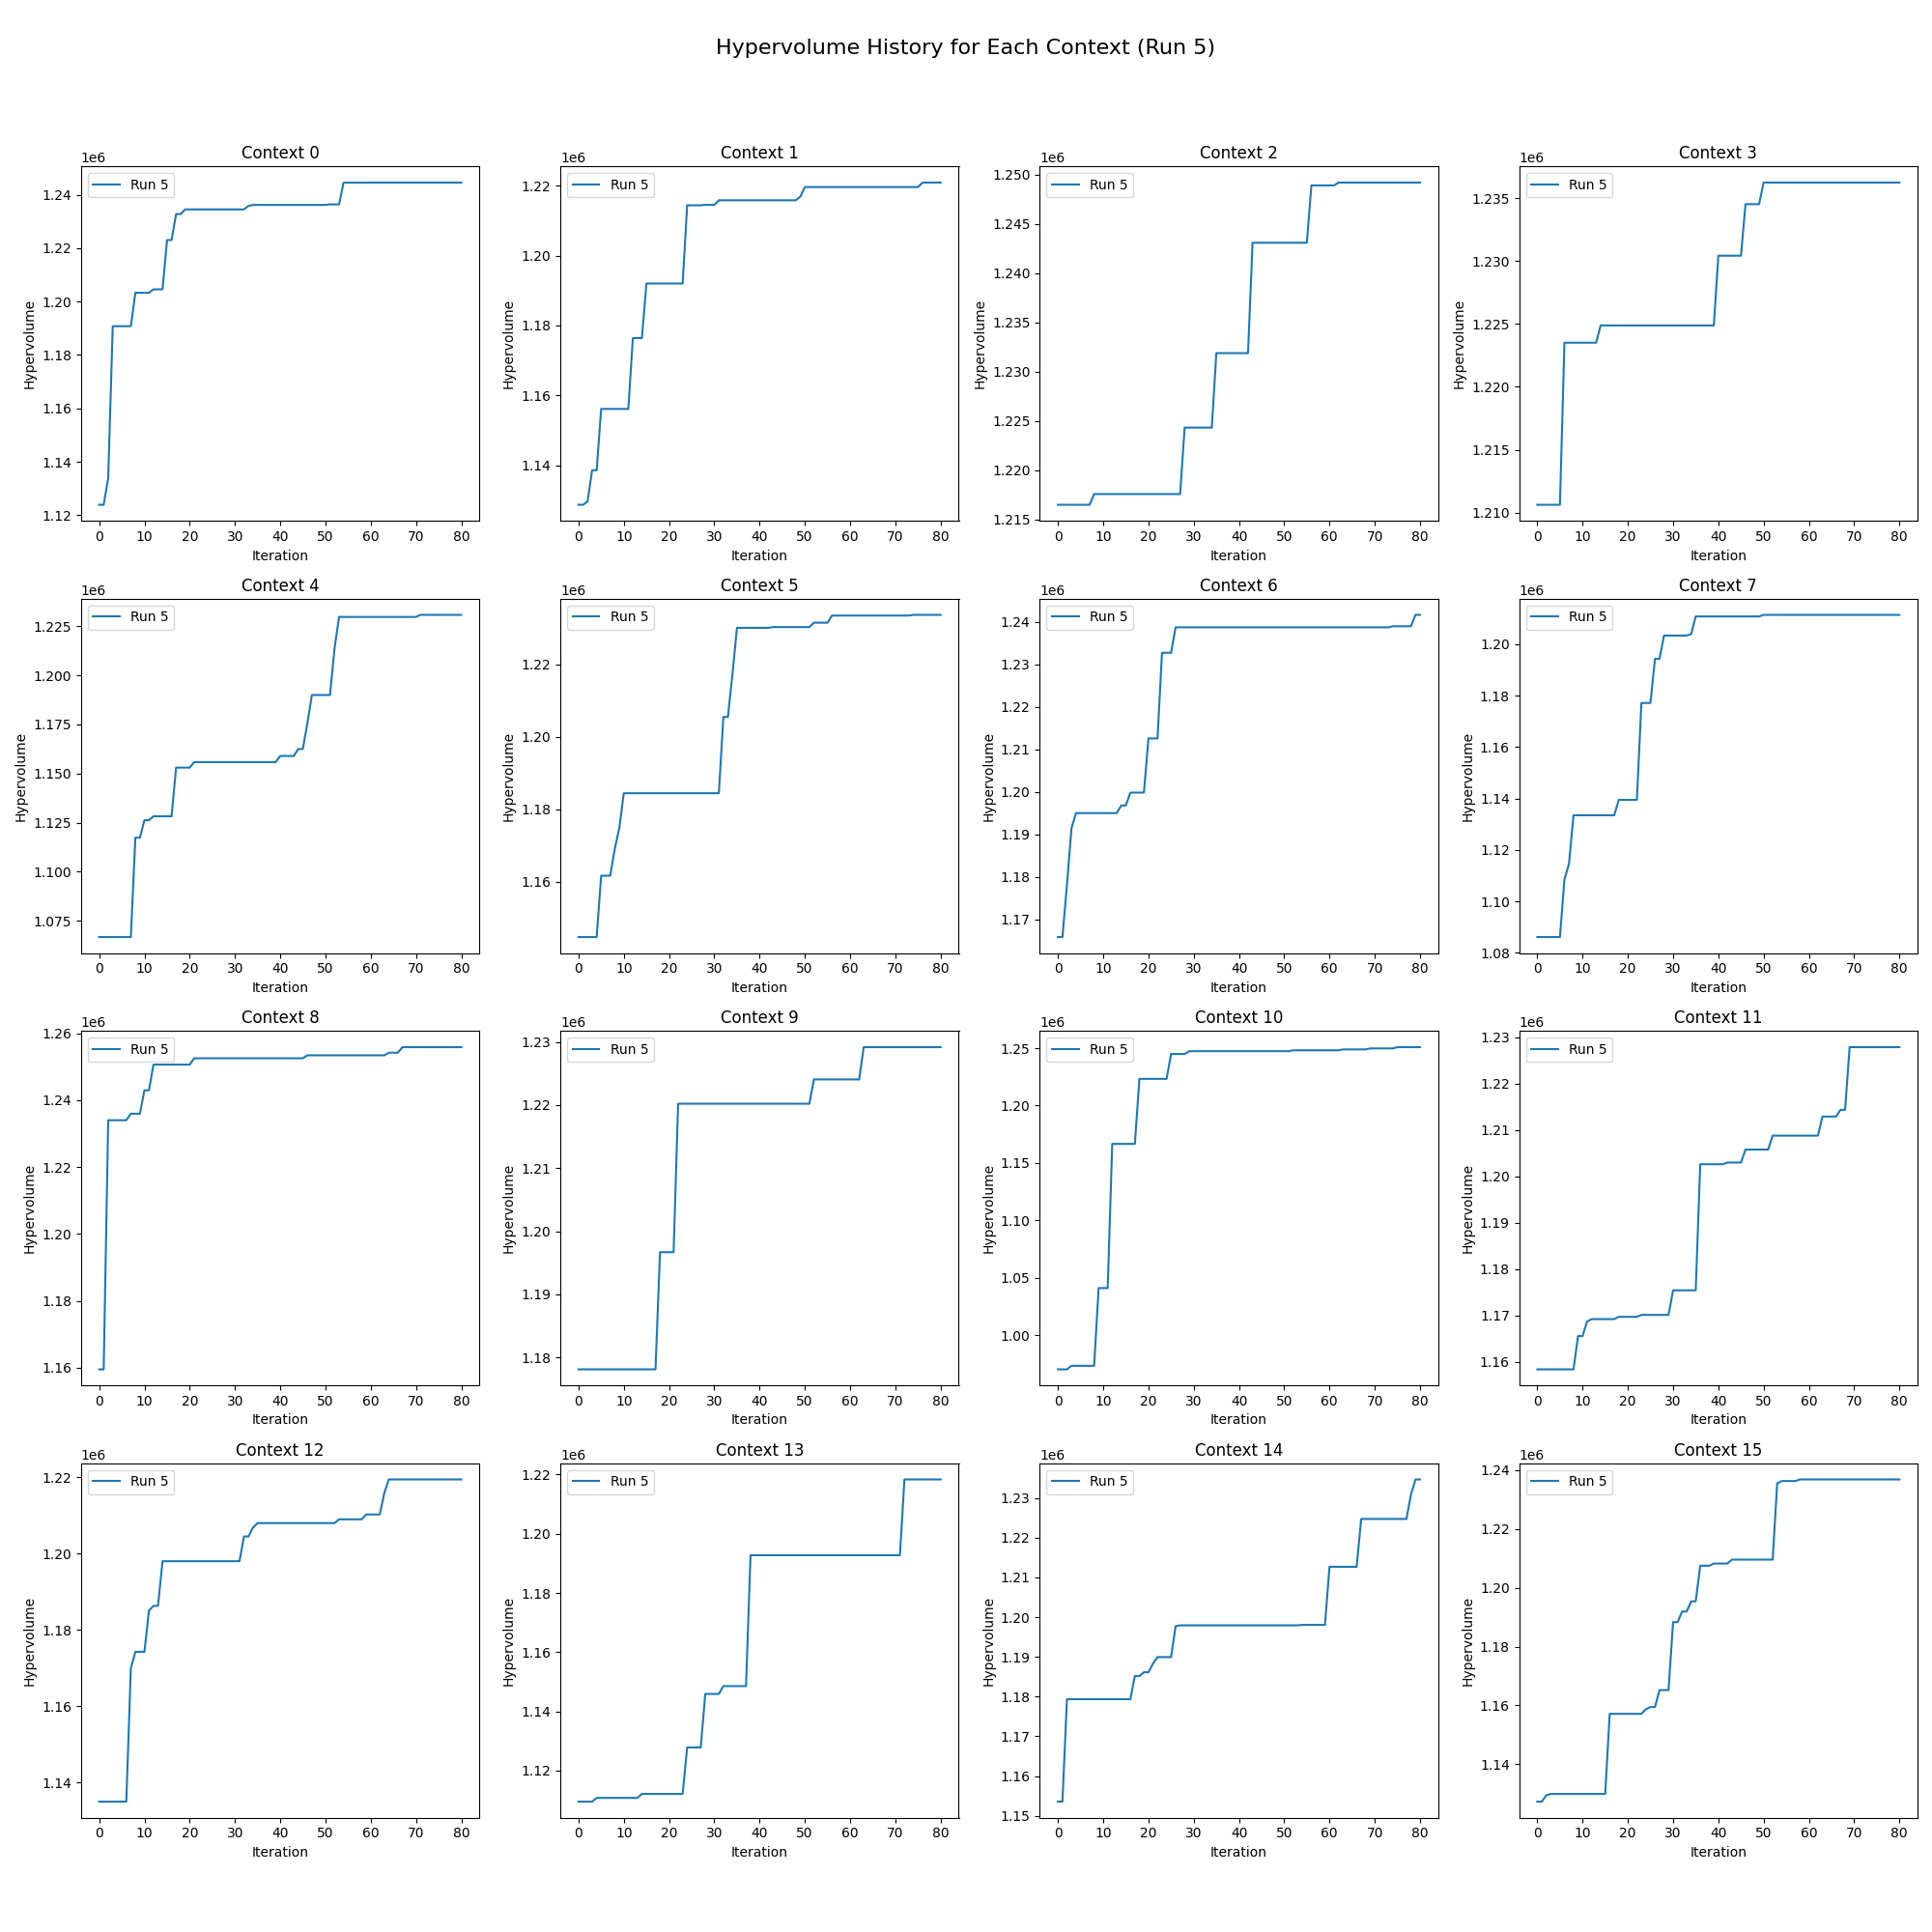 Hypervolume History for Each Context (Run 5)
Context 0
1e6
Run 5
Hypervolume
1.24
1.22
1.20
1.18
1.16
1.14
1.12
0 10 20 30 40 50 60 70 80
Iteration
Context 1
1e6
Run 5
Hypervolume
1.22
1.20
1.18
1.16
1.14
0 10 20 30 40 50 60 70 80
Iteration
Context 2
1e6
Run 5
Hypervolume
1.250
1.245
1.240
1.235
1.230
1.225
1.220
1.215
0 10 20 30 40 50 60 70 80
Iteration
Context 3
1e6
Run 5
Hypervolume
1.235
1.230
1.225
1.220
1.215
1.210
0 10 20 30 40 50 60 70 80
Iteration
Context 4
1e6
Run 5
Hypervolume
1.225
1.200
1.175
1.150
1.125
1.100
1.075
0 10 20 30 40 50 60 70 80
Iteration
Context 5
1e6
Run 5
Hypervolume
1.22
1.20
1.18
1.16
0 10 20 30 40 50 60 70 80
Iteration
Context 6
1e6
Run 5
Hypervolume
1.24
1.23
1.22
1.21
1.20
1.19
1.18
1.17
0 10 20 30 40 50 60 70 80
Iteration
Context 7
1e6
Run 5
Hypervolume
1.20
1.18
1.16
1.14
1.12
1.10
1.08
0 10 20 30 40 50 60 70 80
Iteration
Context 8
1e6
Run 5
Hypervolume
1.26
1.24
1.22
1.20
1.18
1.16
0 10 20 30 40 50 60 70 80
Iteration
Context 9
1e6
Run 5
Hypervolume
1.23
1.22
1.21
1.20
1.19
1.18
0 10 20 30 40 50 60 70 80
Iteration
Context 10
1e6
Run 5
Hypervolume
1.25
1.20
1.15
1.10
1.05
1.00
0 10 20 30 40 50 60 70 80
Iteration
Context 11
1e6
Run 5
Hypervolume
1.23
1.22
1.21
1.20
1.19
1.18
1.17
1.16
0 10 20 30 40 50 60 70 80
Iteration
Context 12
1e6
Run 5
Hypervolume
1.22
1.20
1.18
1.16
1.14
0 10 20 30 40 50 60 70 80
Iteration
Context 13
1e6
Run 5
Hypervolume
1.22
1.20
1.18
1.16
1.14
1.12
0 10 20 30 40 50 60 70 80
Iteration
Context 14
1e6
Run 5
Hypervolume
1.23
1.22
1.21
1.20
1.19
1.18
1.17
1.16
1.15
0 10 20 30 40 50 60 70 80
Iteration
Context 15
1e6
Run 5
Hypervolume
1.24
1.22
1.20
1.18
1.16
1.14
0 10 20 30 40 50 60 70 80
Iteration